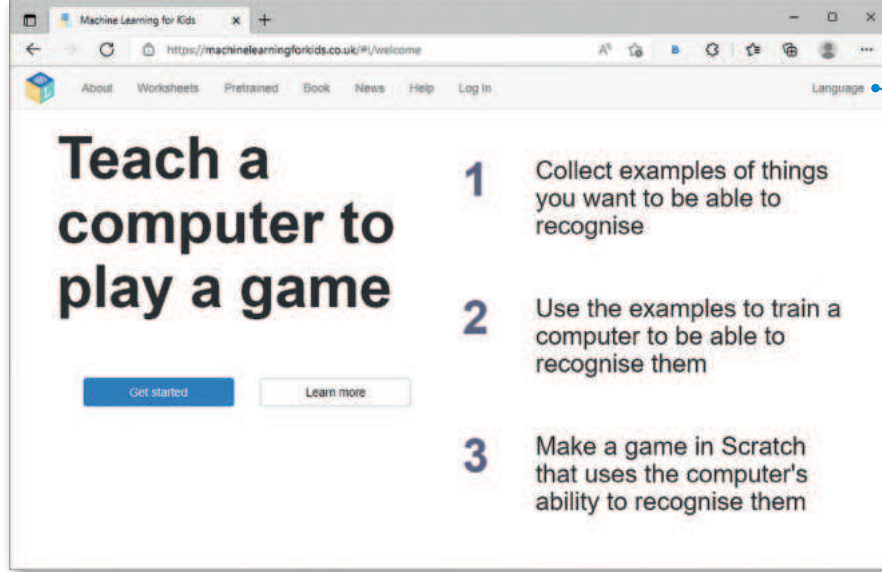 Machine Learning for Kids
https://machinelearningforkids.co.uk/#!/welcome
About Worksheets Pretrained Book News Help Log In Language
Teach a
computer to
play a game
Get started Learn more
1 Collect examples of things
you want to be able to
recognise
2 Use the examples to train a
computer to be able to
recognise them
3 Make a game in Scratch
that uses the computer's
ability to recognise them